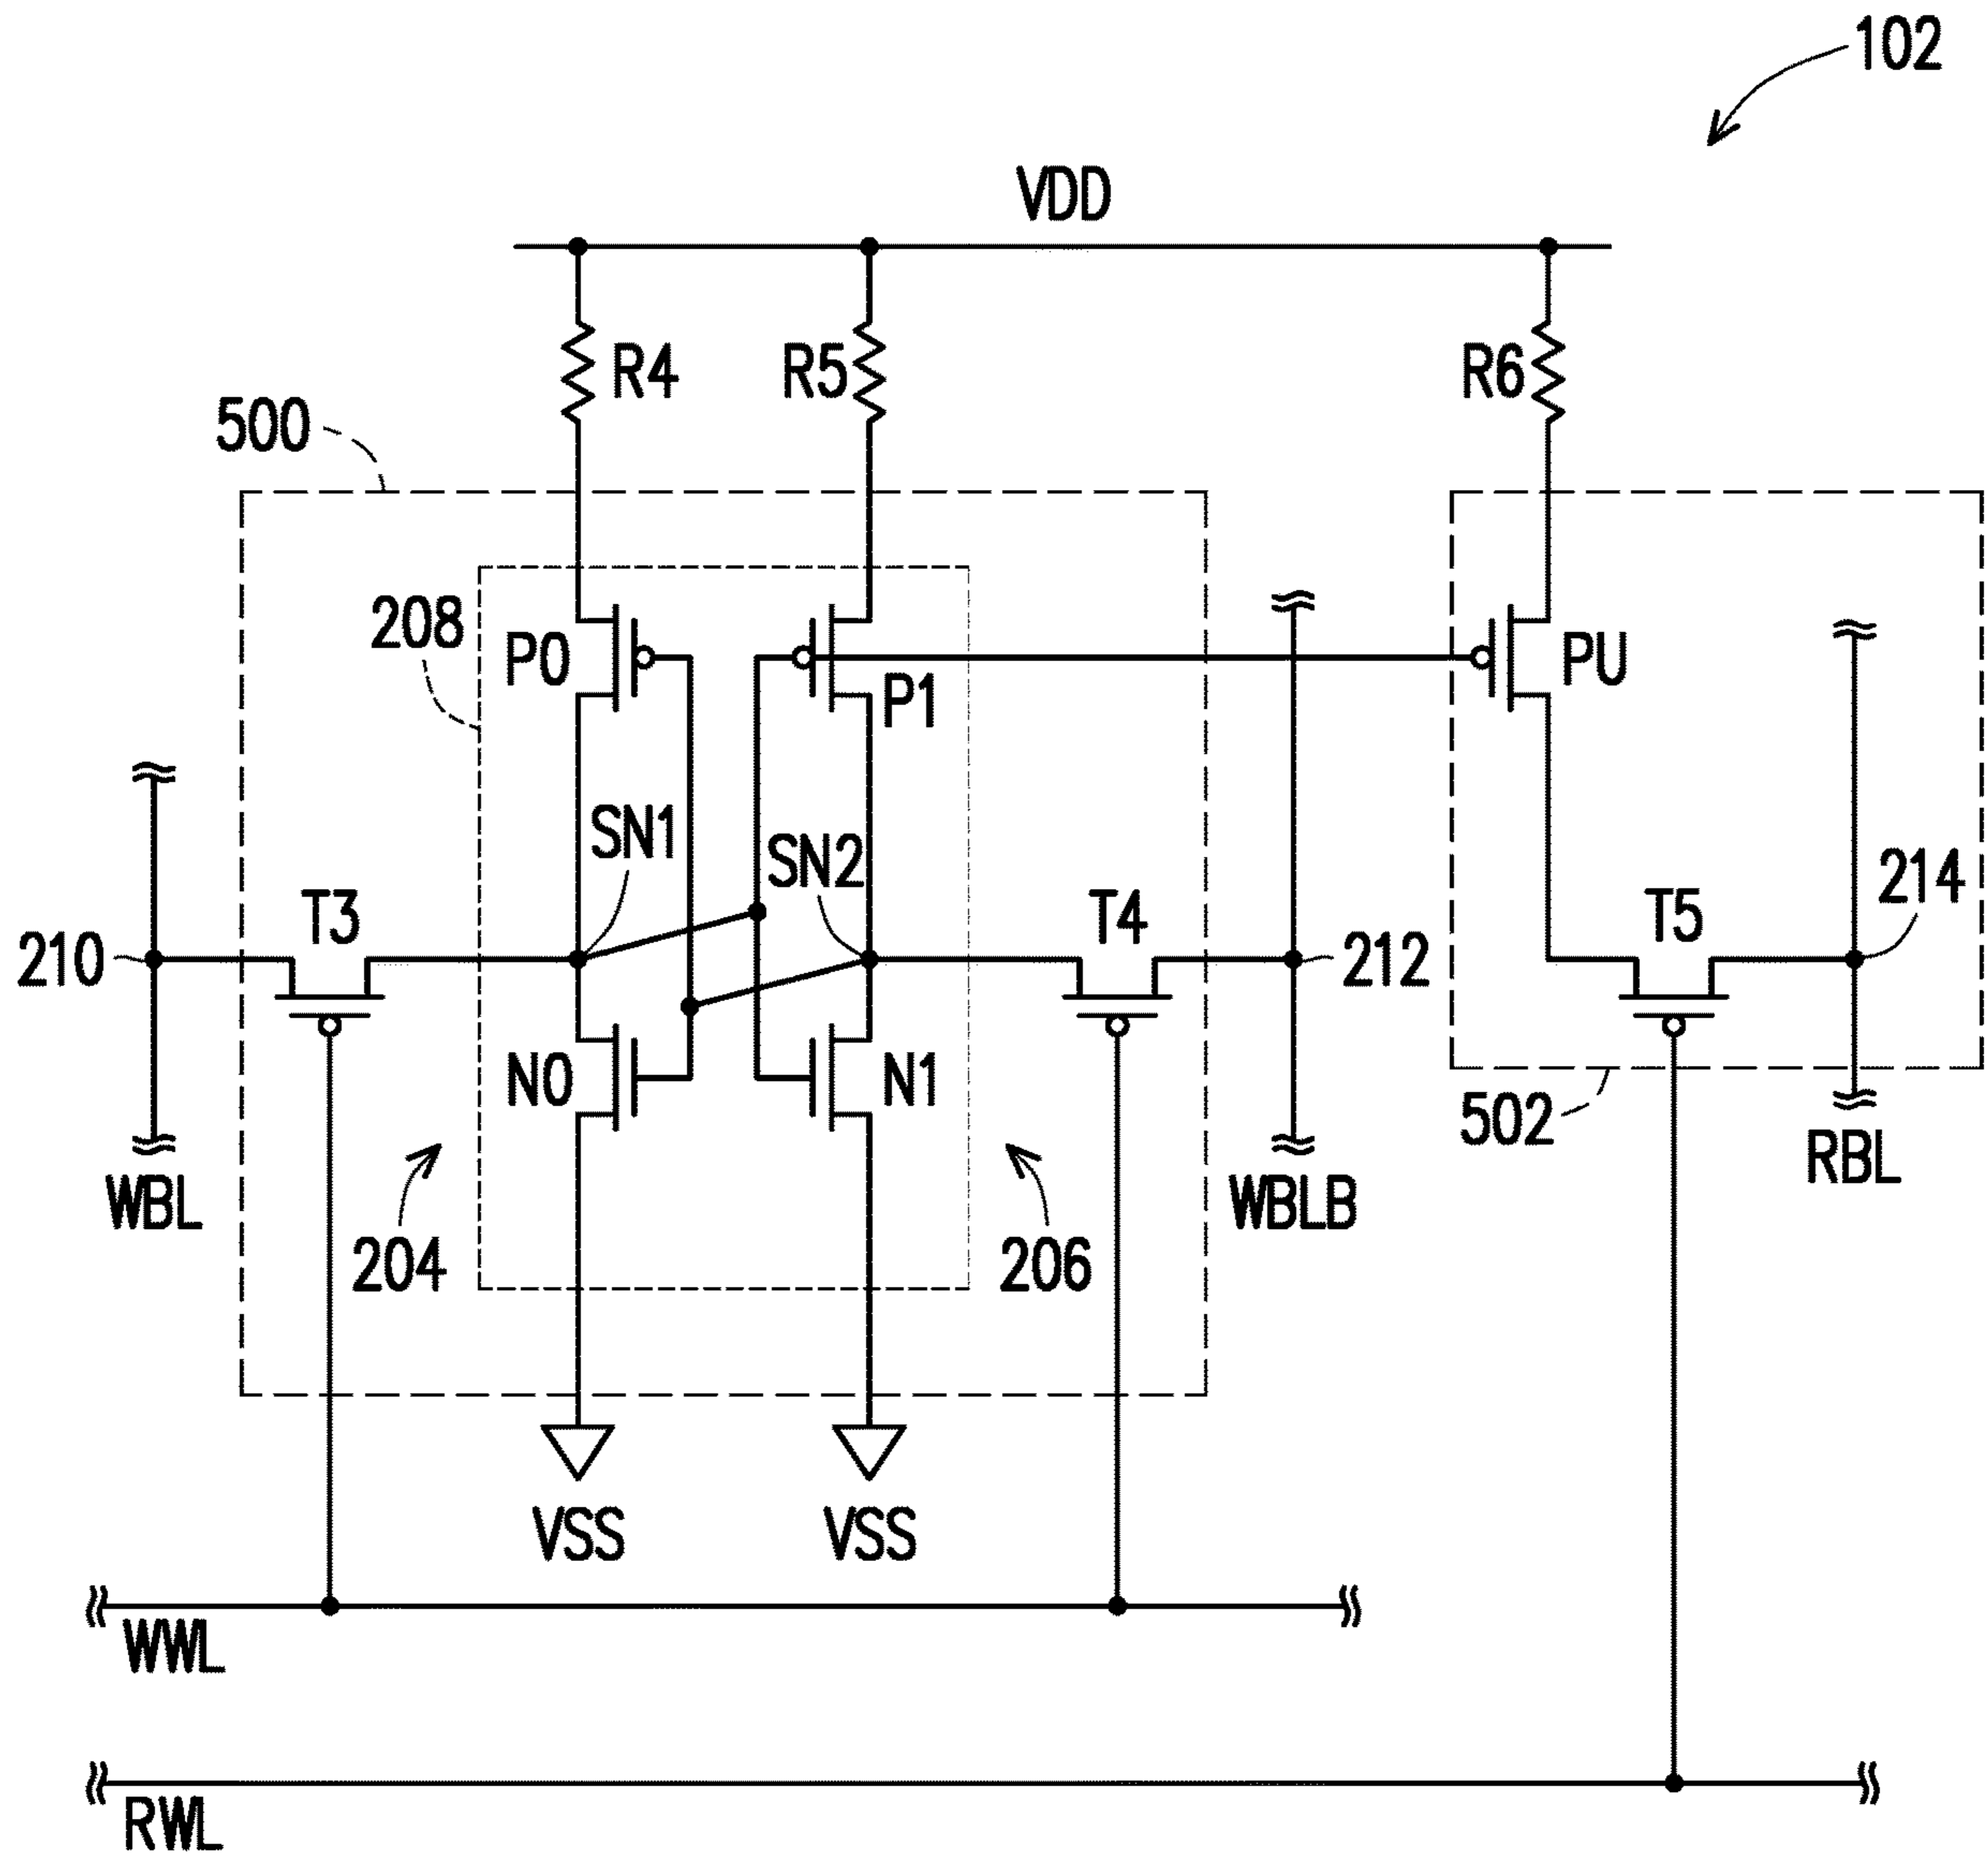 102
VDD
R4
R5
R6
500
208
P0
P1
PU
SN1
SN2
T3
T4
T5
210
212
214
N0
N1
502
WBL
204
206
WBLB
RBL
VSS
VSS
WWL
RWL